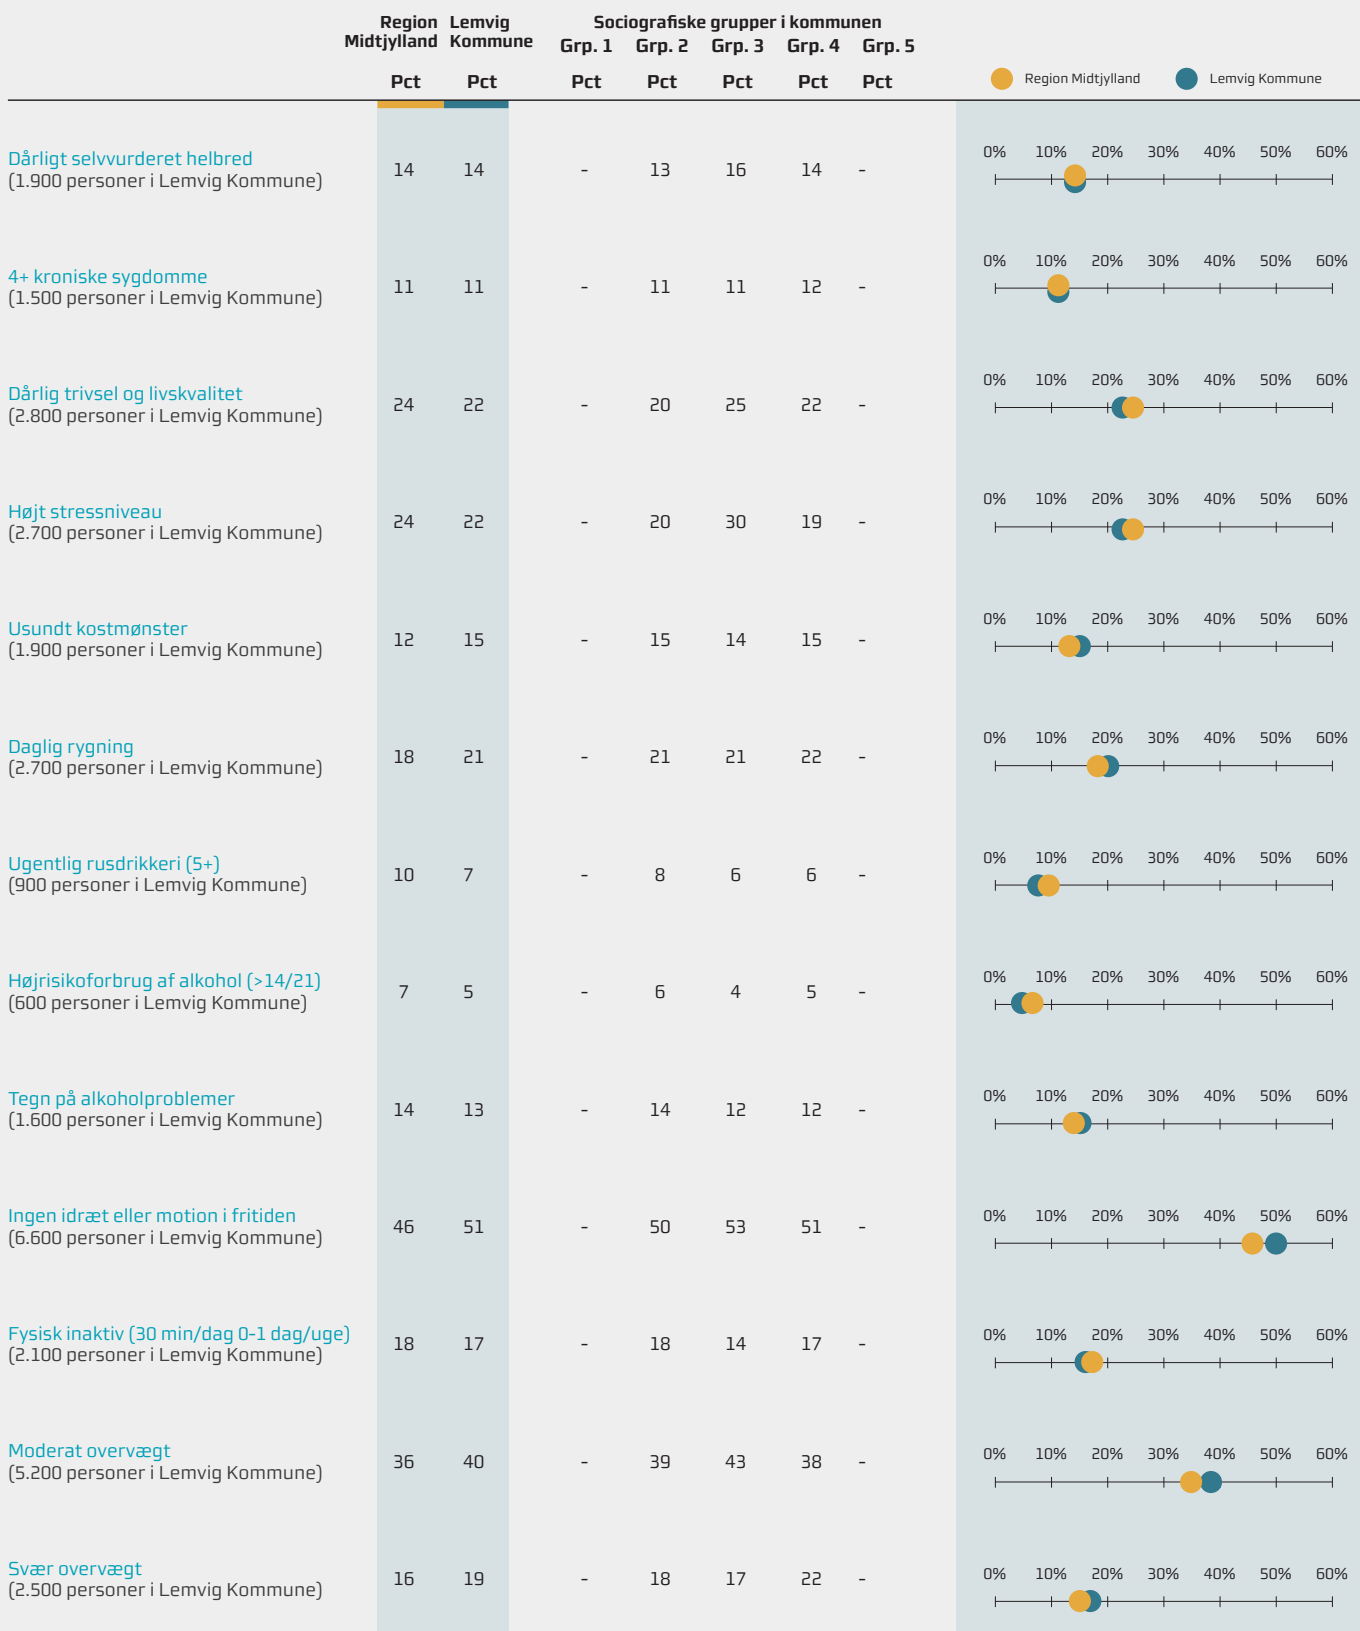 Region Lemvig Sociografiske grupper i kommunen
Midtjylland Kommune Grp. 1 Grp. 2 Grp. 3 Grp. 4 Grp. 5
Pct Pct Pct Pct Pct Pct Pct Region Midtjylland Lemvig Kommune
0% 10% 20% 30% 40% 50% 60%
Dårligt selvvurderet helbred
14 14 - 13 16 14 -
(1.900 personer i Lemvig Kommune)
0% 10% 20% 30% 40% 50% 60%
4+ kroniske sygdomme
11 11 - 11 11 12 -
(1.500 personer i Lemvig Kommune)
0% 10% 20% 30% 40% 50% 60%
Dårlig trivsel og livskvalitet
24 22 - 20 25 22 -
(2.800 personer i Lemvig Kommune)
0% 10% 20% 30% 40% 50% 60%
Højt stressniveau
24 22 - 20 30 19 -
(2.700 personer i Lemvig Kommune)
0% 10% 20% 30% 40% 50% 60%
Usundt kostmønster
12 15 - 15 14 15 -
(1.900 personer i Lemvig Kommune)
0% 10% 20% 30% 40% 50% 60%
Daglig rygning
18 21 - 21 21 22 -
(2.700 personer i Lemvig Kommune)
0% 10% 20% 30% 40% 50% 60%
Ugentlig rusdrikkeri (5+)
10 7 - 8 6 6 -
(900 personer i Lemvig Kommune)
0% 10% 20% 30% 40% 50% 60%
Højrisikoforbrug af alkohol (>14/21)
7 5 - 6 4 5 -
(600 personer i Lemvig Kommune)
0% 10% 20% 30% 40% 50% 60%
Tegn på alkoholproblemer
14 13 - 14 12 12 -
(1.600 personer i Lemvig Kommune)
0% 10% 20% 30% 40% 50% 60%
Ingen idræt eller motion i fritiden
46 51 - 50 53 51 -
(6.600 personer i Lemvig Kommune)
0% 10% 20% 30% 40% 50% 60%
Fysisk inaktiv (30 min/dag 0-1 dag/uge)
18 17 - 18 14 17 -
(2.100 personer i Lemvig Kommune)
0% 10% 20% 30% 40% 50% 60%
Moderat overvægt
36 40 - 39 43 38 -
(5.200 personer i Lemvig Kommune)
0% 10% 20% 30% 40% 50% 60%
Svær overvægt
16 19 - 18 17 22 -
(2.500 personer i Lemvig Kommune)